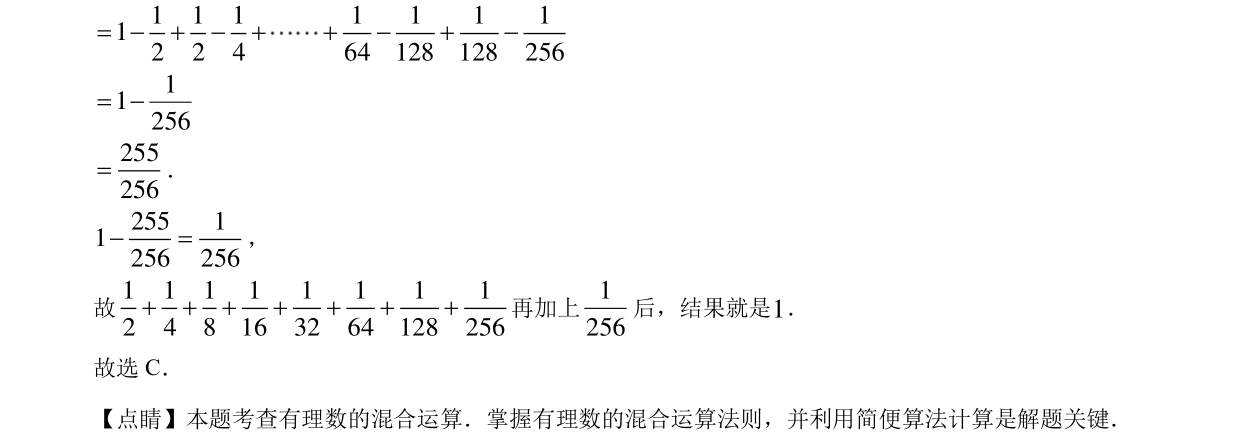 =1-1/2+1/2-1/4+······+1/64-1/128+1/128-1/256
=1-1/256
=255/256.
1-255/256=1/256,
故1/2+1/4+1/8+1/16+1/32+1/64+1/128+1/256再加上1/256后，结果就是1.
故选 C.
【点睛】本题考查有理数的混合运算．掌握有理数的混合运算法则，并利用简便算法计算是解题关键．